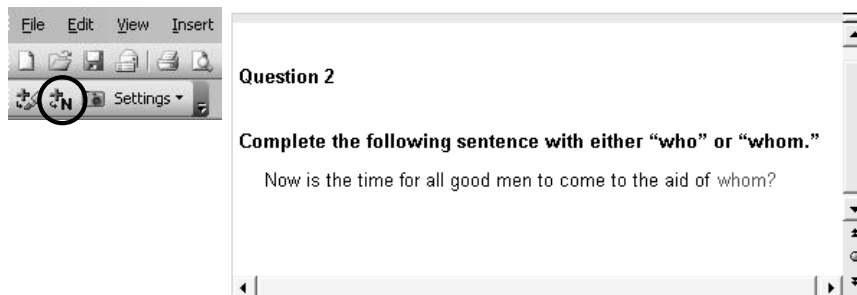 File Edit View Insert
N Settings
Question 2
Complete the following sentence with either “who” or “whom.”
Now is the time for all good men to come to the aid of whom?